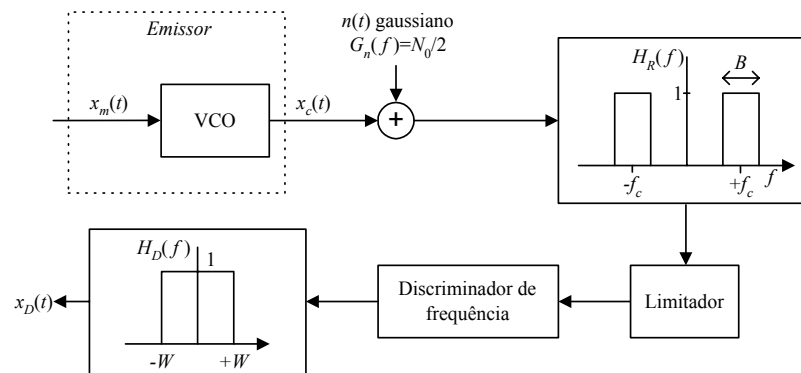 Emissor
n(t) gaussiano
G_n(f)=N_0/2
x_m(t)
VCO
x_c(t)
+
H_R(f)
B
1
-f_c
+f_c
f
H_D(f)
1
-W
+W
x_D(t)
Discriminador de
frequência
Limitador